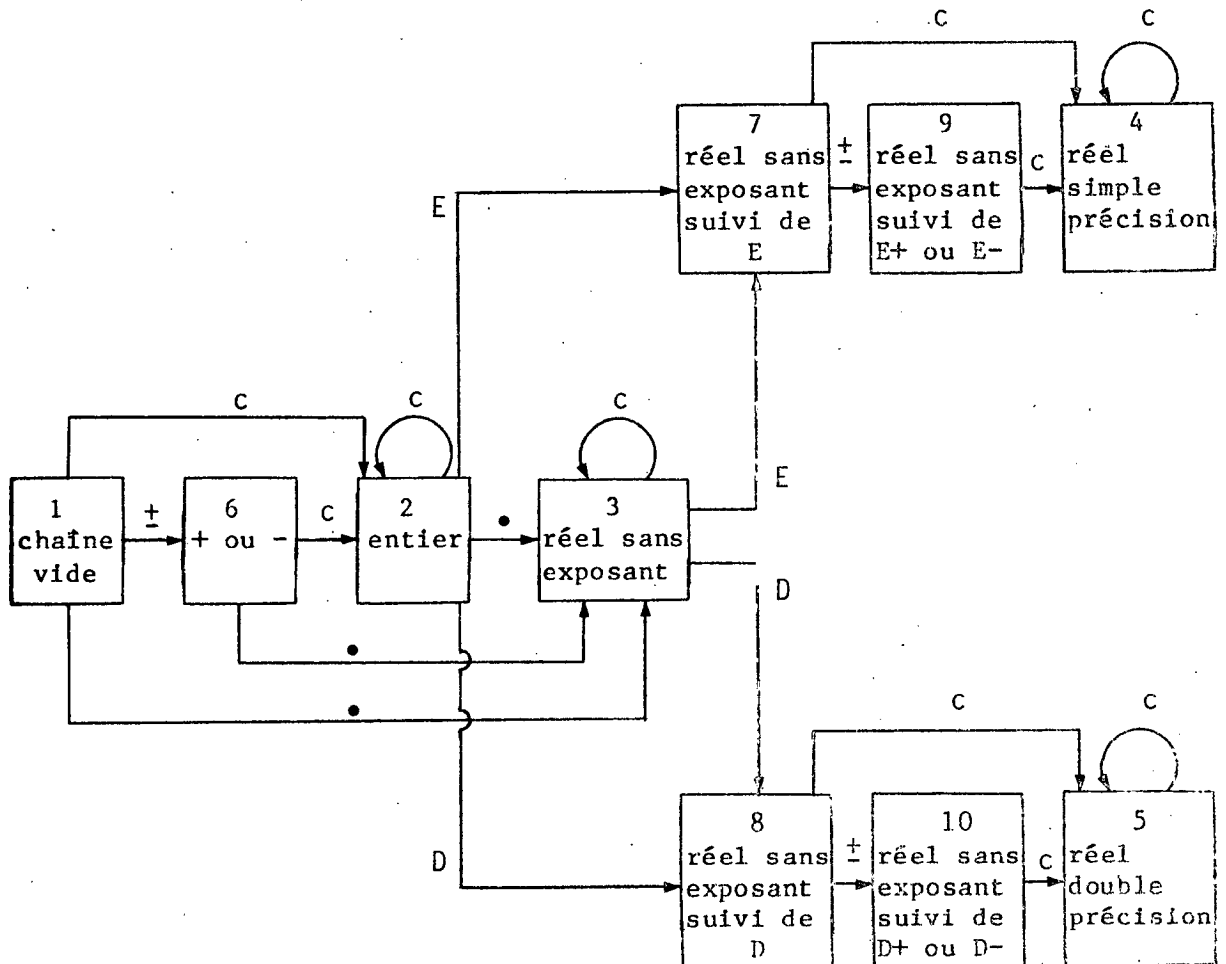 C
C
7
réel sans
exposant
suivi de
E
±
9
réel sans
exposant
suivi de
E+ ou E-
C
4
réel
simple
précision
E
C
C
C
1
chaîne
vide
±
6
+ ou -
C
2
entier
•
3
réel sans
exposant
E
D
•
•
C
C
D
8
réel sans
exposant
suivi de
D
±
10
réel sans
exposant
suivi de
D+ ou D-
C
5
réel
double
précision